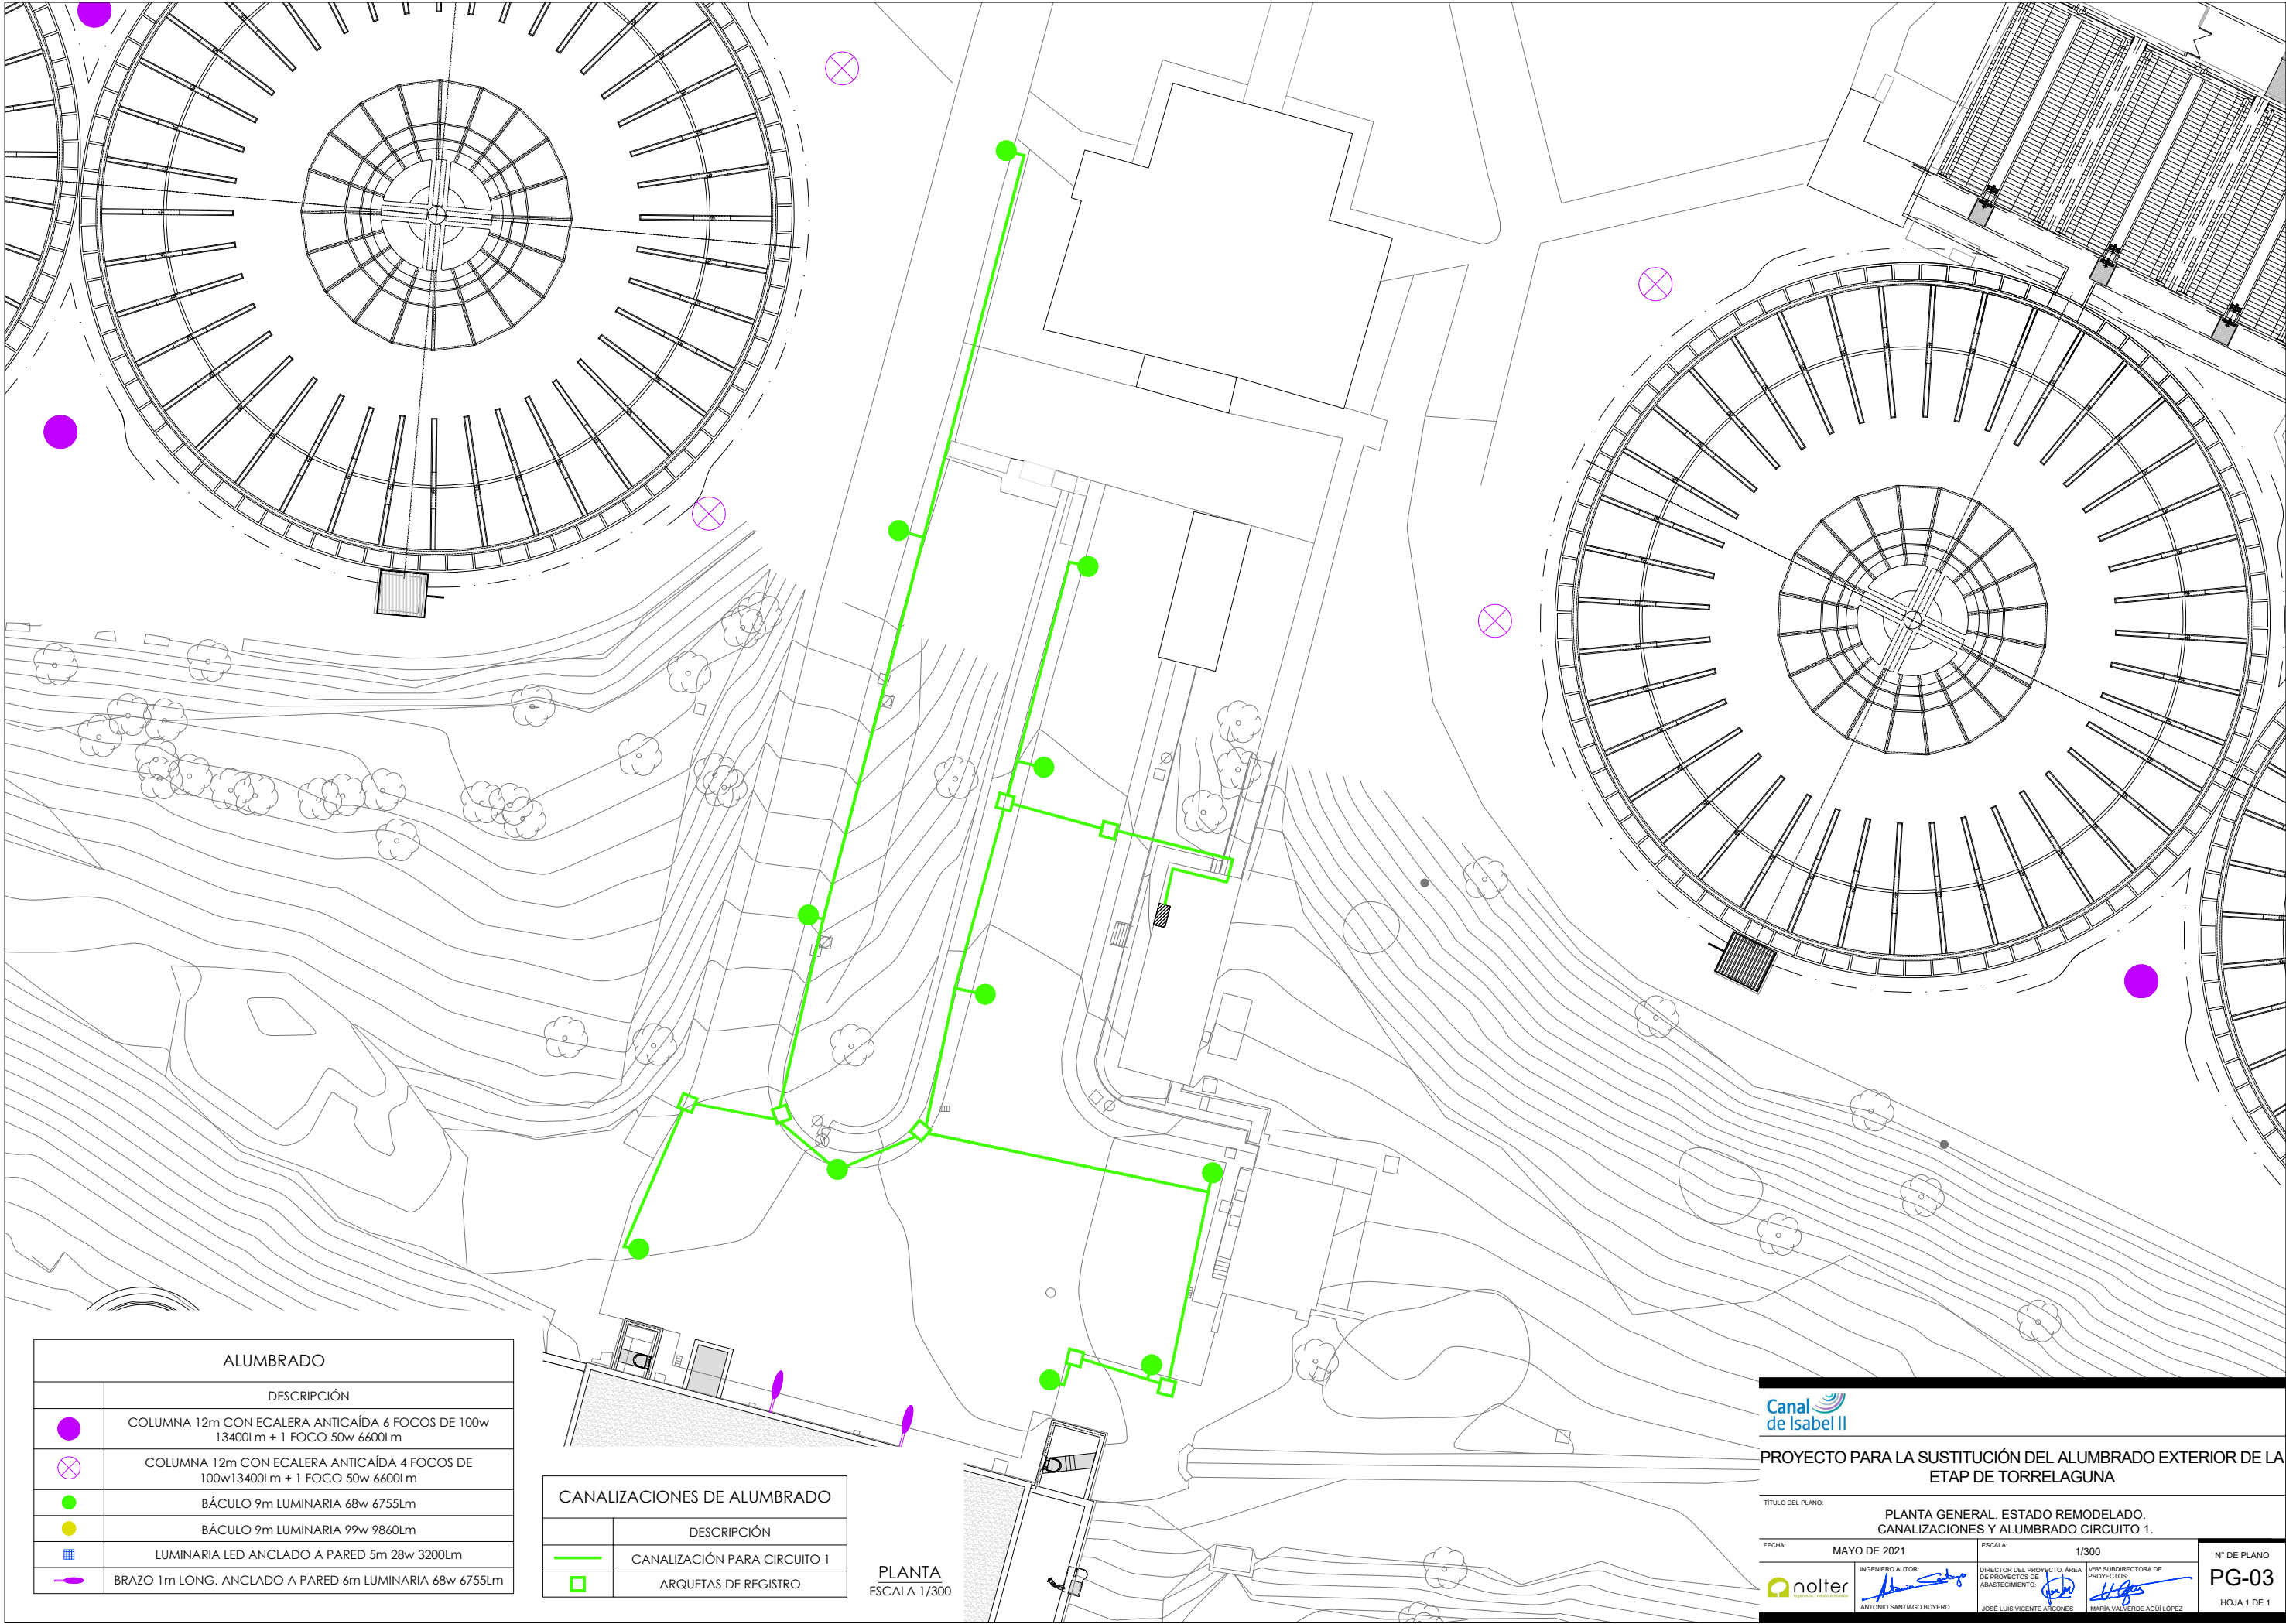 ALUMBRADO
DESCRIPCIÓN
COLUMNA 12m CON ECALERA ANTICAÍDA 6 FOCOS DE 100w
13400Lm + 1 FOCO 50w 6600Lm
COLUMNA 12m CON ECALERA ANTICAÍDA 4 FOCOS DE
100w13400Lm + 1 FOCO 50w 6600Lm
BÁCULO 9m LUMINARIA 68w 6755Lm
BÁCULO 9m LUMINARIA 99w 9860Lm
LUMINARIA LED ANCLADO A PARED 5m 28w 3200Lm
BRAZO 1m LONG. ANCLADO A PARED 6m LUMINARIA 68w 6755Lm
CANALIZACIONES DE ALUMBRADO
DESCRIPCIÓN
CANALIZACIÓN PARA CIRCUITO 1
ARQUETAS DE REGISTRO
PLANTA
ESCALA 1/300
Canal
de Isabel II
PROYECTO PARA LA SUSTITUCIÓN DEL ALUMBRADO EXTERIOR DE LA
ETAP DE TORRELAGUNA
TÍTULO DEL PLANO:
PLANTA GENERAL. ESTADO REMODELADO.
CANALIZACIONES Y ALUMBRADO CIRCUITO 1.
FECHA:
MAYO DE 2021
ESCALA:
1/300
N° DE PLANO
PG-03
HOJA 1 DE 1
nolter
INGENIERO AUTOR:
ANTONIO SANTIAGO BOYERO
DIRECTOR DEL PROYECTO. ÁREA
DE PROYECTOS DE
ABASTECIMIENTO:
JOSÉ LUIS VICENTE ARCONES
VºBº SUBDIRECTORA DE
PROYECTOS:
MARÍA VALVERDE AGÜI LÓPEZ